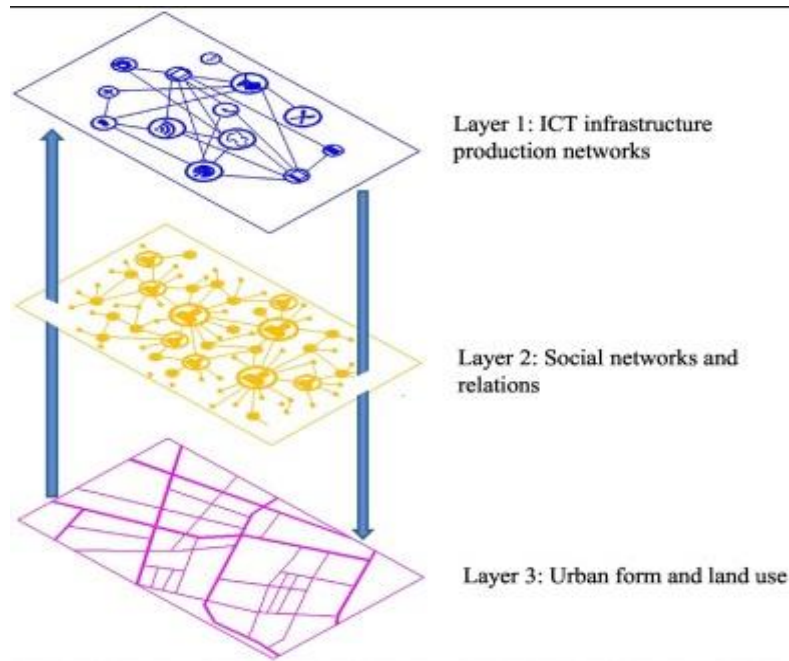 Layer 1: ICT infrastructure
production networks
Layer 2: Social networks and
relations
Layer 3: Urban form and land use